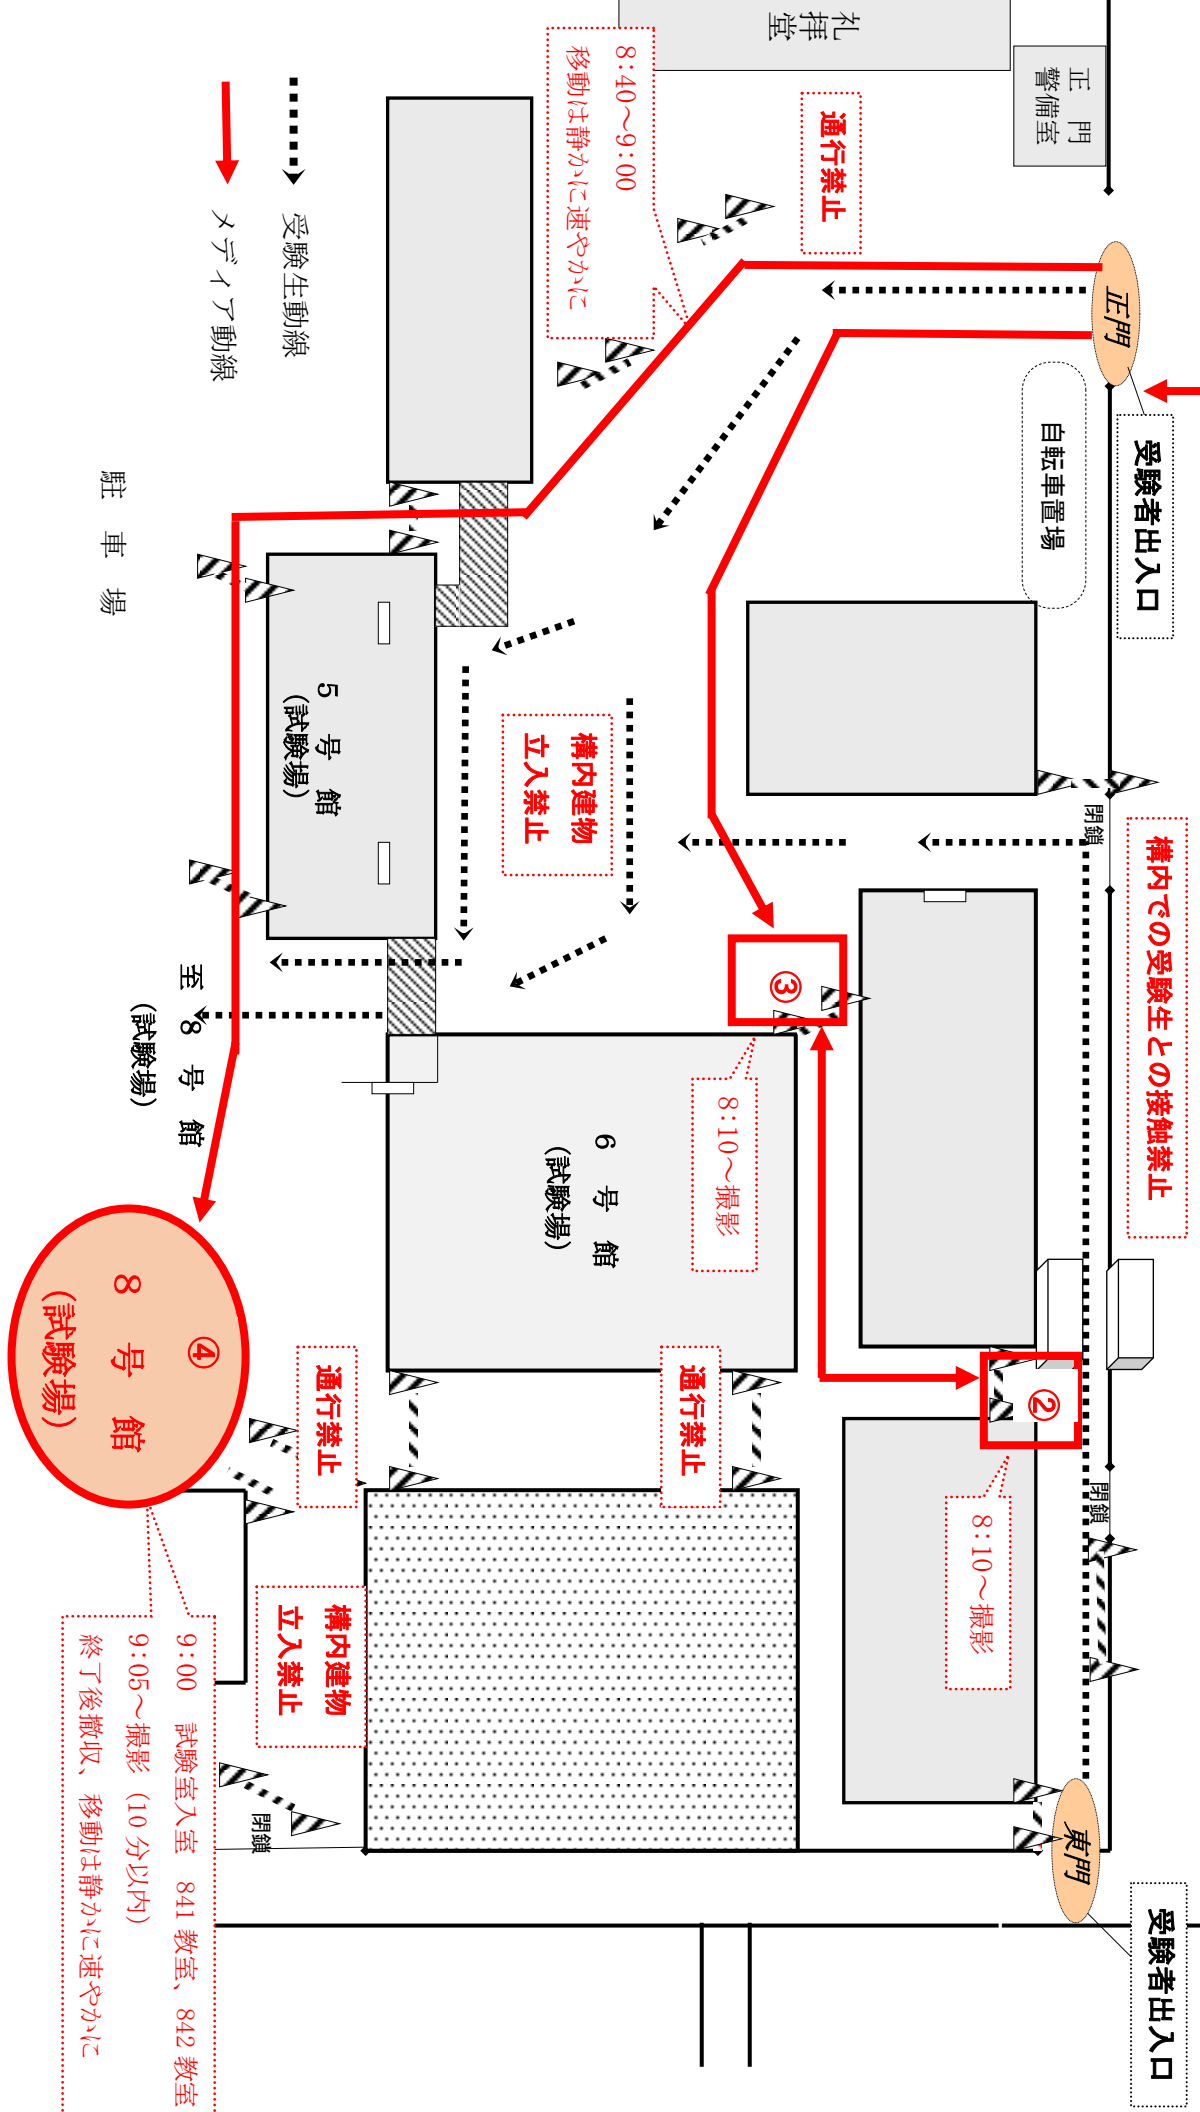 礼拝堂
正門
警備室
通行禁止
8:40～9:00
移動は静かに速やかに
受験生動線
メディア動線
正門
受験者出入口
自転車置場
駐車場
5号館
(試験場)
構内建物
立入禁止
閉鎖
構内での受験生との接触禁止
③
8:10～撮影
至 8号館
(試験場)
6号館
(試験場)
②
8:10～撮影
閉鎖
通行禁止
通行禁止
④
8号館
(試験場)
構内建物
立入禁止
閉鎖
9:00 試験室入室 841 教室、842 教室
9:05～撮影 (10 分以内)
終了後撤収、移動は静かに速やかに
東門
受験者出入口